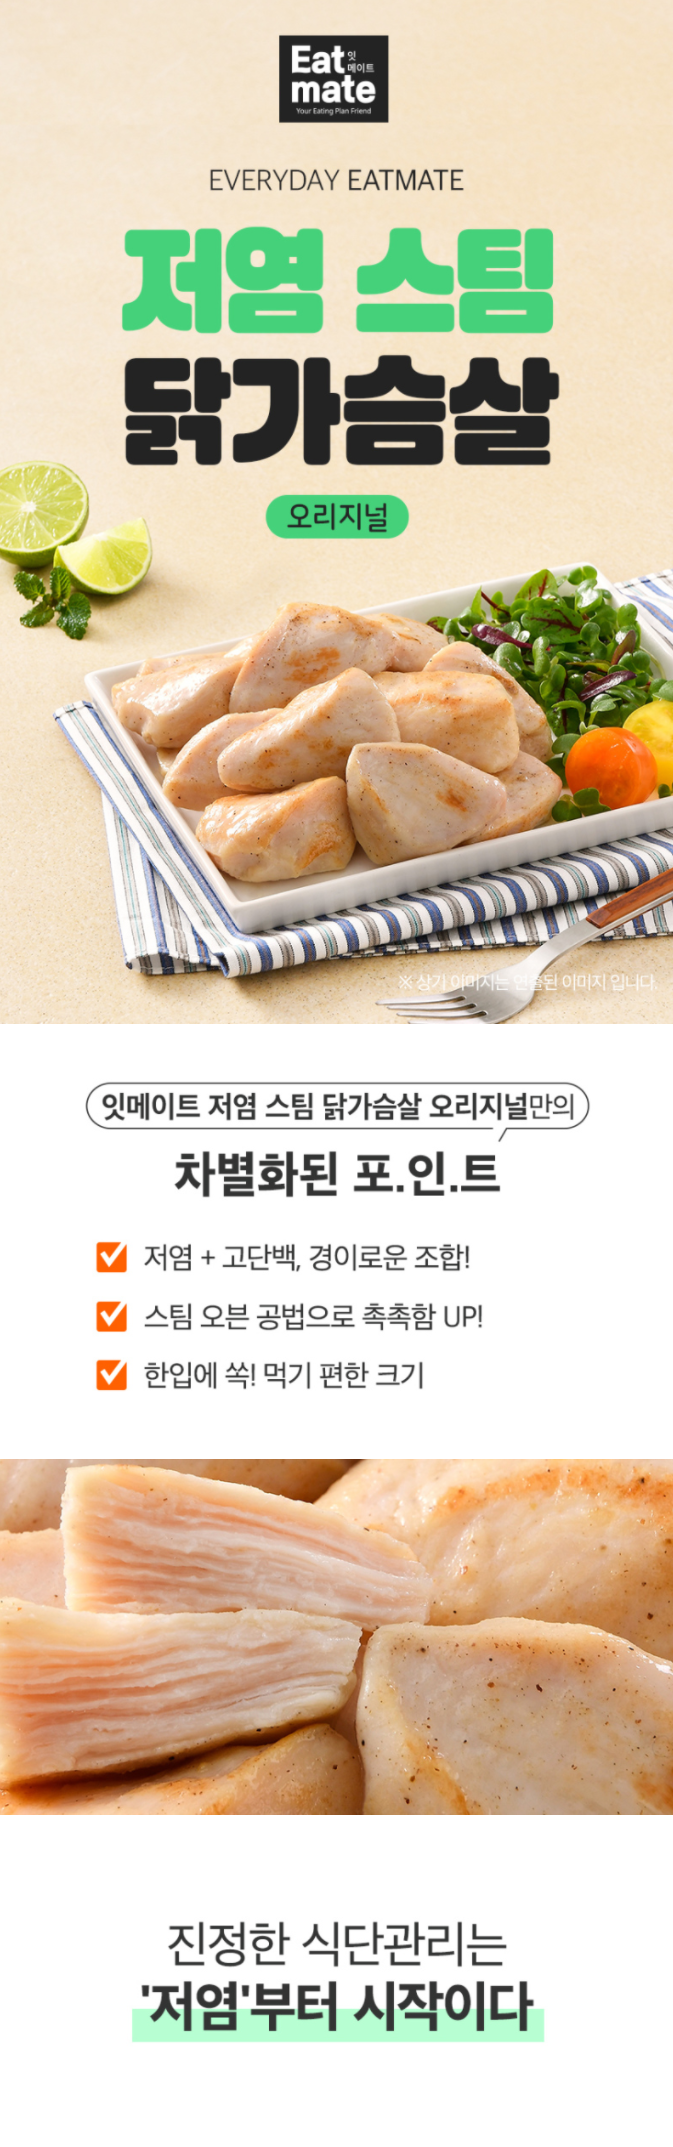 Eat 잇
mate 메이트
Your Eating Plan Friend
EVERYDAY EATMATE
저염 스팀
닭가슴살
오리지널
※ 상기 이미지는 연출된 이미지 입니다.
잇메이트 저염 스팀 닭가슴살 오리지널만의
차별화된 포.인.트
저염 + 고단백, 경이로운 조합!
스팀 오븐 공법으로 촉촉함 UP!
한입에 쏙! 먹기 편한 크기
진정한 식단관리는
'저염'부터 시작이다